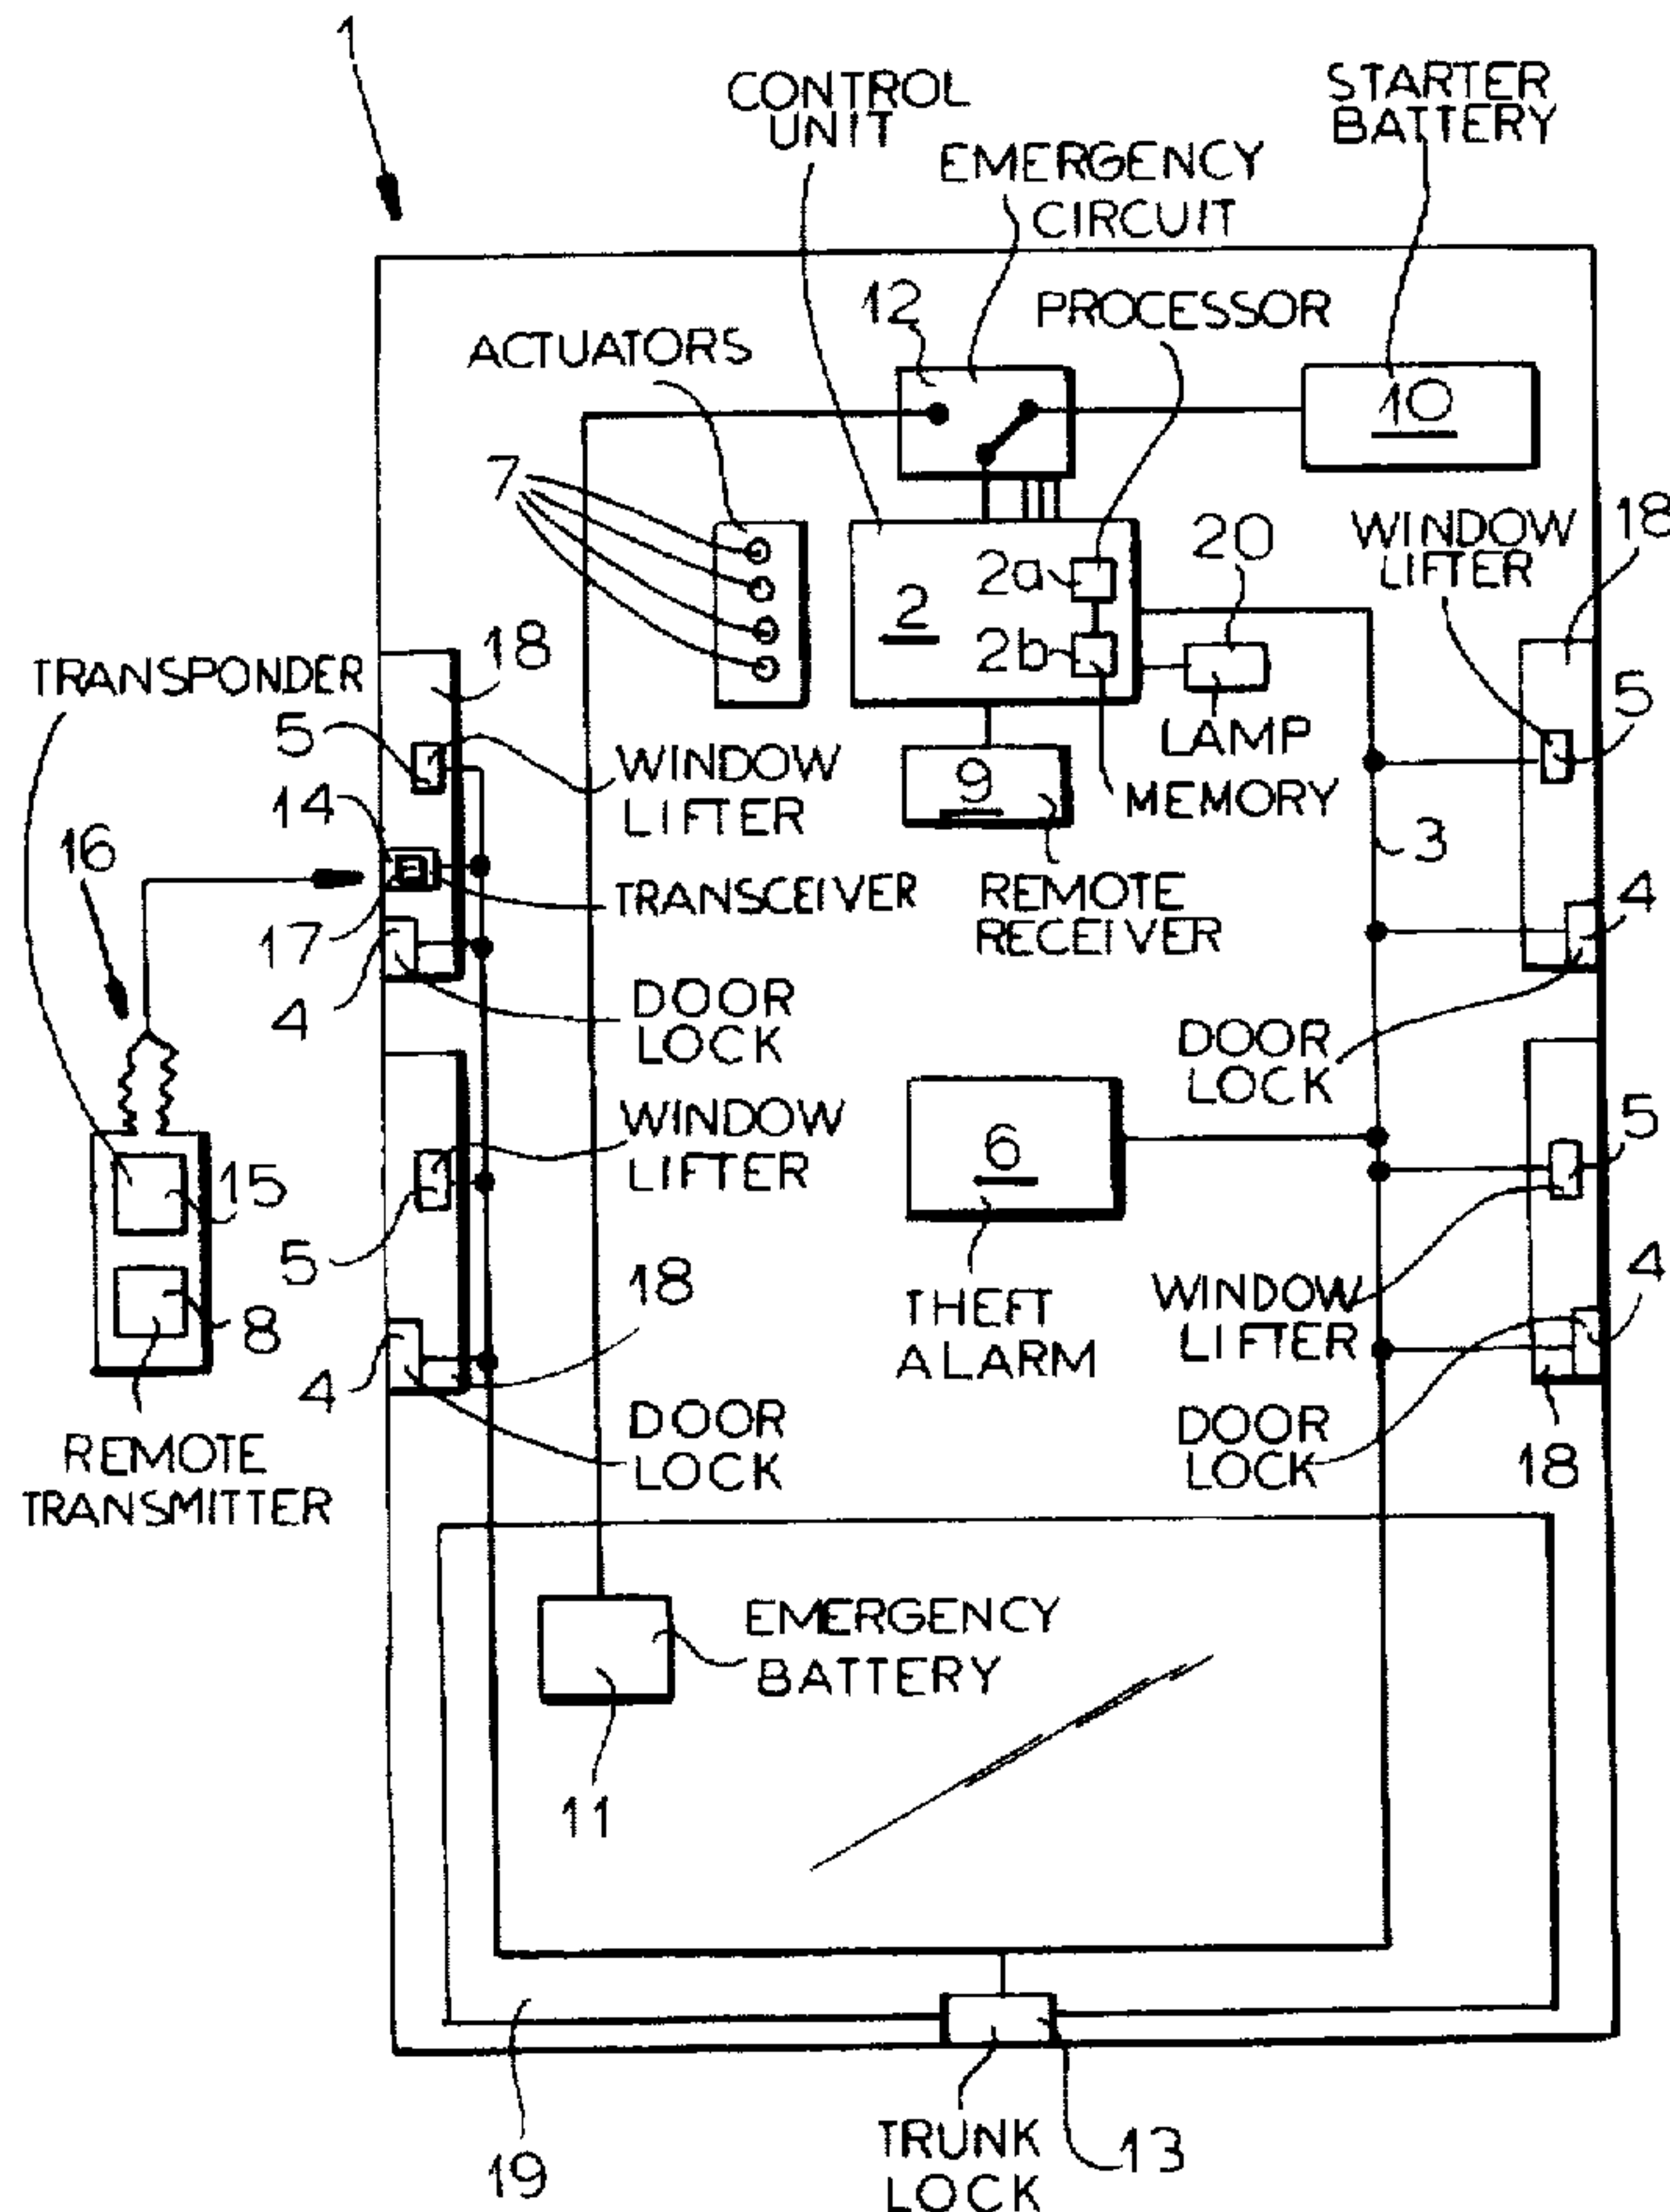 1
CONTROL
UNIT
STARTER
BATTERY
EMERGENCY
CIRCUIT
12
PROCESSOR
ACTUATORS
10
7
18
WINDOW
LIFTER
20
2a
2
2b
18
TRANSPONDER
5
5
LAMP
WINDOW
LIFTER
9
MEMORY
14
16
3
TRANSCEIVER
REMOTE
RECEIVER
4
17
4
DOOR
LOCK
DOOR
LOCK
WINDOW
LIFTER
5
6
15
5
18
4
THEFT
ALARM
WINDOW
LIFTER
8
4
DOOR
LOCK
DOOR
LOCK
18
REMOTE
TRANSMITTER
EMERGENCY
BATTERY
11
TRUNK
LOCK
13
19